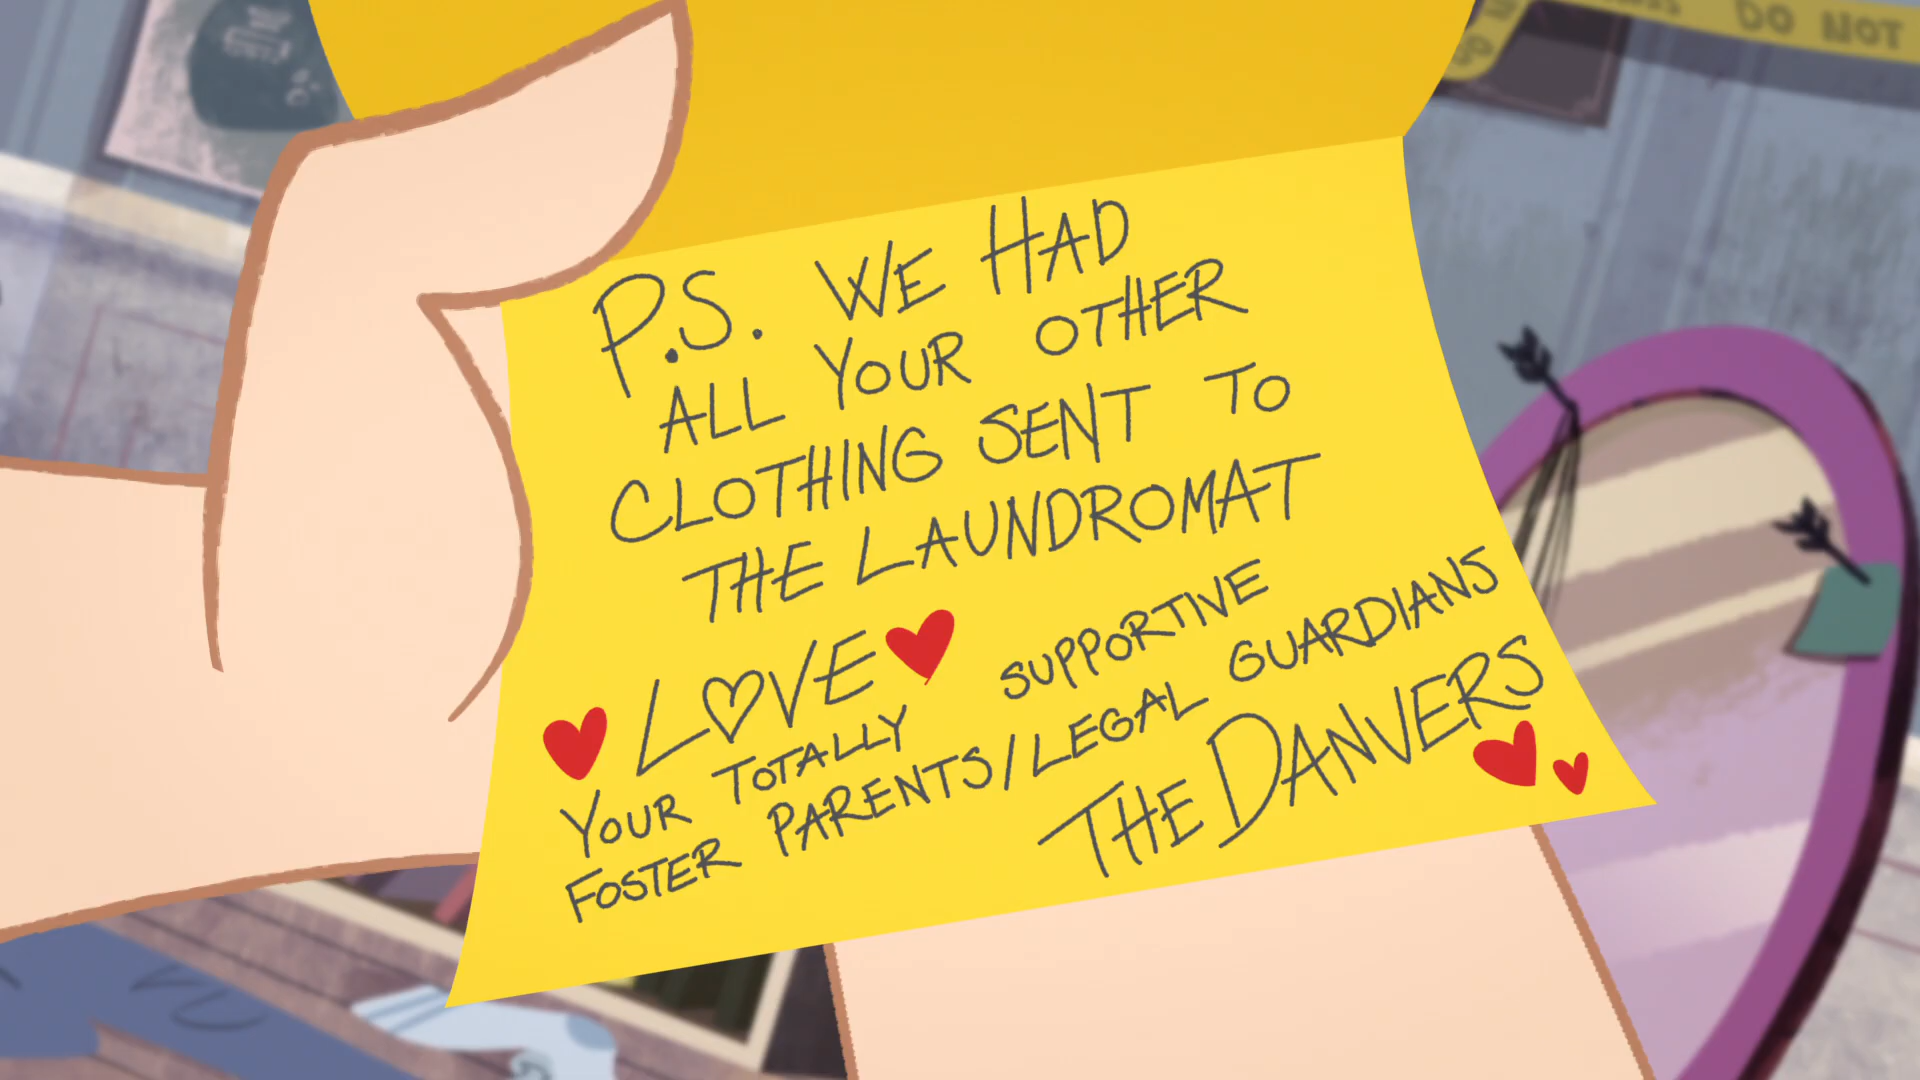 P.S. WE HAD
ALL YOUR OTHER
CLOTHING SENT TO
THE LAUNDROMAT
LOVE
YOUR TOTALLY SUPPORTIVE
FOSTER PARENTS/LEGAL GUARDIANS
THE DANVERS
DO NOT